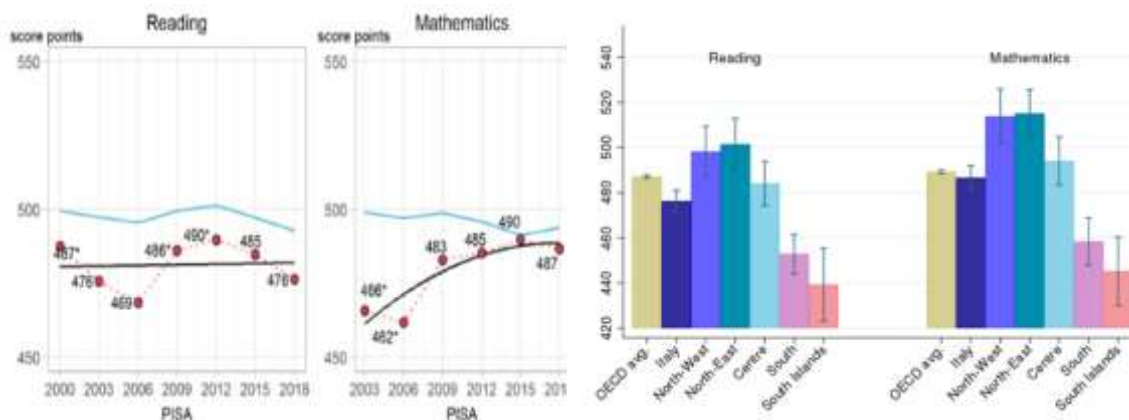 Reading
score points
550
500
450
487*
476
469
486*
490*
485
476
2000 2003 2006 2009 2012 2015 2018
PISA
Mathematics
score points
550
500
450
466*
462*
483
485
490
487
2003 2006 2009 2012 2015 201
PISA
Reading
Mathematics
540
520
500
480
460
440
420
OECD avg.
Italy
North-West
North-East
Centre
South
South Islands
OECD avg.
Italy
North-West
North-East
Centre
South
South Islands